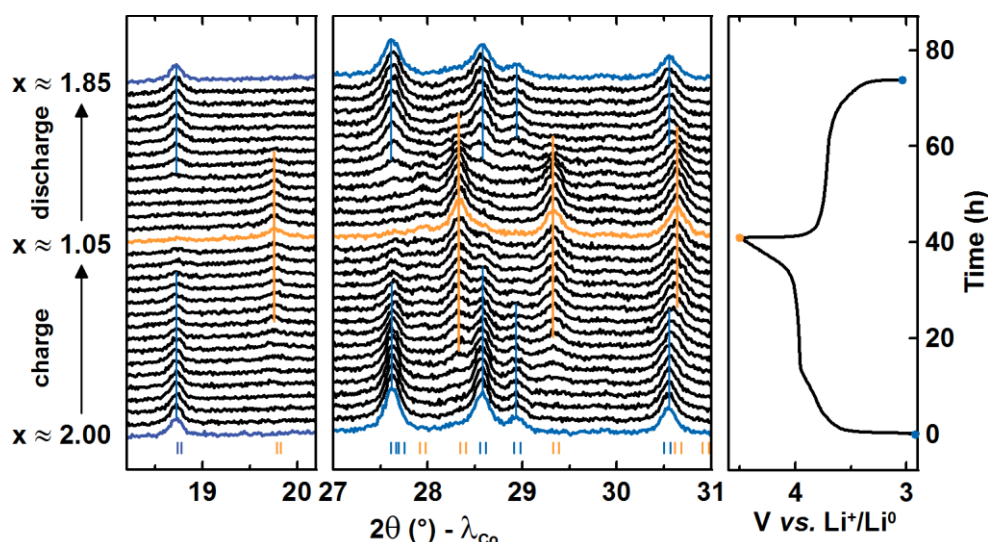 x ≈ 1.85
discharge
x ≈ 1.05
charge
x ≈ 2.00
19 20 27 28 29 30 31
2θ (°) - λCo
80
60
40
20
0
Time (h)
4 3
V vs. Li⁺/Li⁰